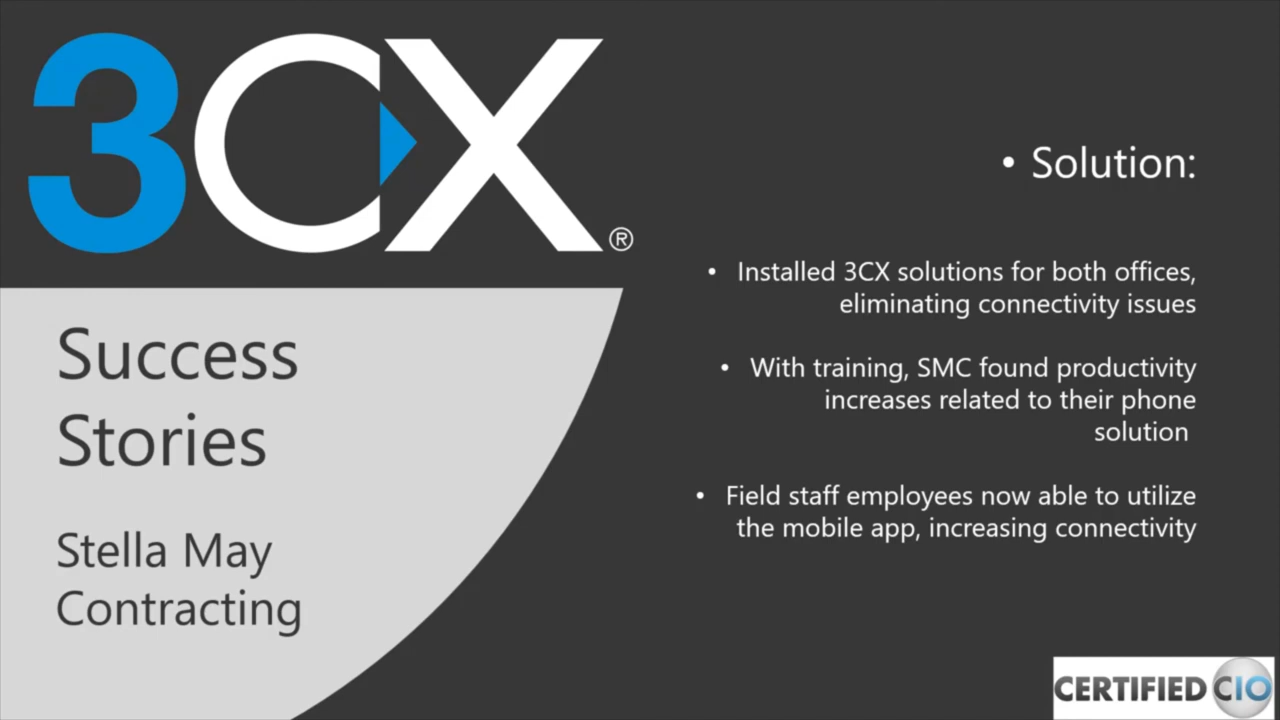 3CX®
Success
Stories
Stella May
Contracting
• Solution:
• Installed 3CX solutions for both offices,
eliminating connectivity issues
• With training, SMC found productivity
increases related to their phone
solution
• Field staff employees now able to utilize
the mobile app, increasing connectivity
CERTIFIED CIO